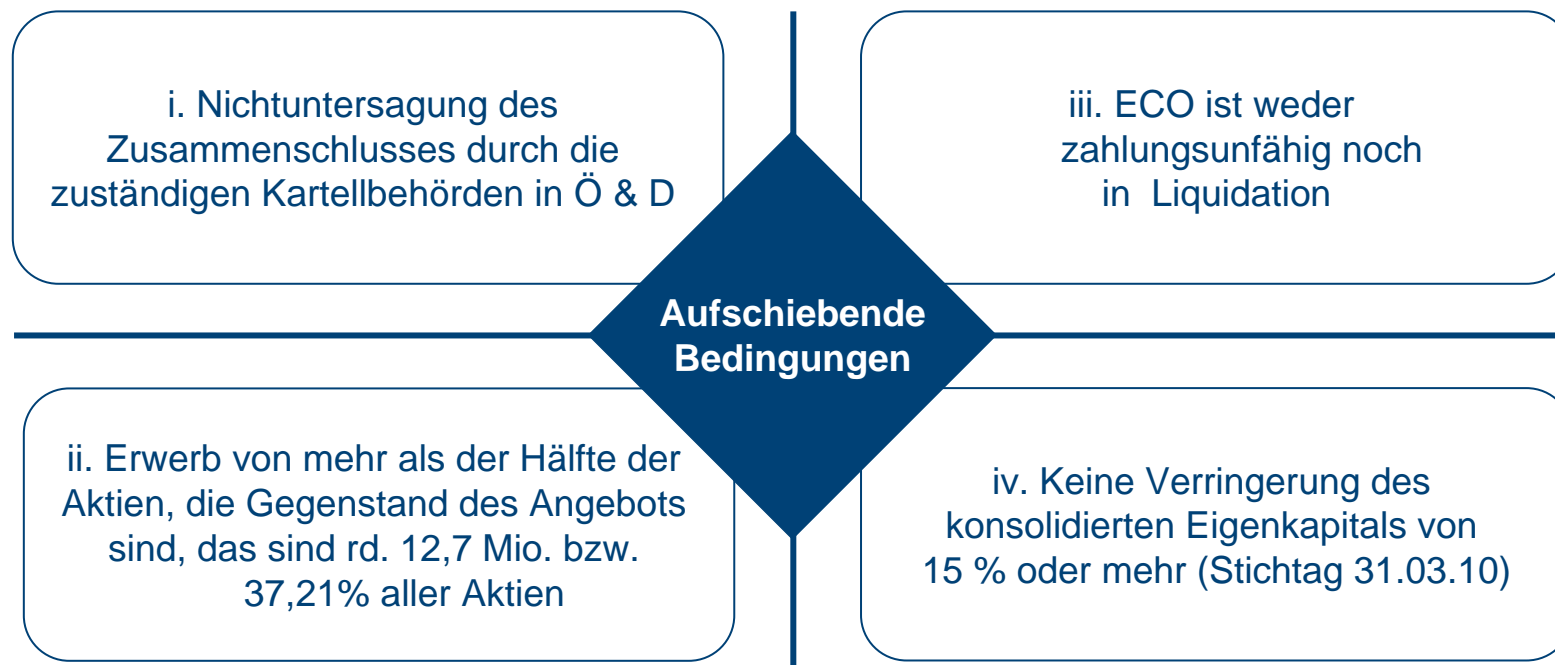 i. Nichtuntersagung des
Zusammenschlusses durch die
zuständigen Kartellbehörden in Ö & D
iii. ECO ist weder
zahlungsunfähig noch
in Liquidation
Aufschiebende
Bedingungen
ii. Erwerb von mehr als der Hälfte der
Aktien, die Gegenstand des Angebots
sind, das sind rd. 12,7 Mio. bzw.
37,21% aller Aktien
iv. Keine Verringerung des
konsolidierten Eigenkapitals von
15 % oder mehr (Stichtag 31.03.10)